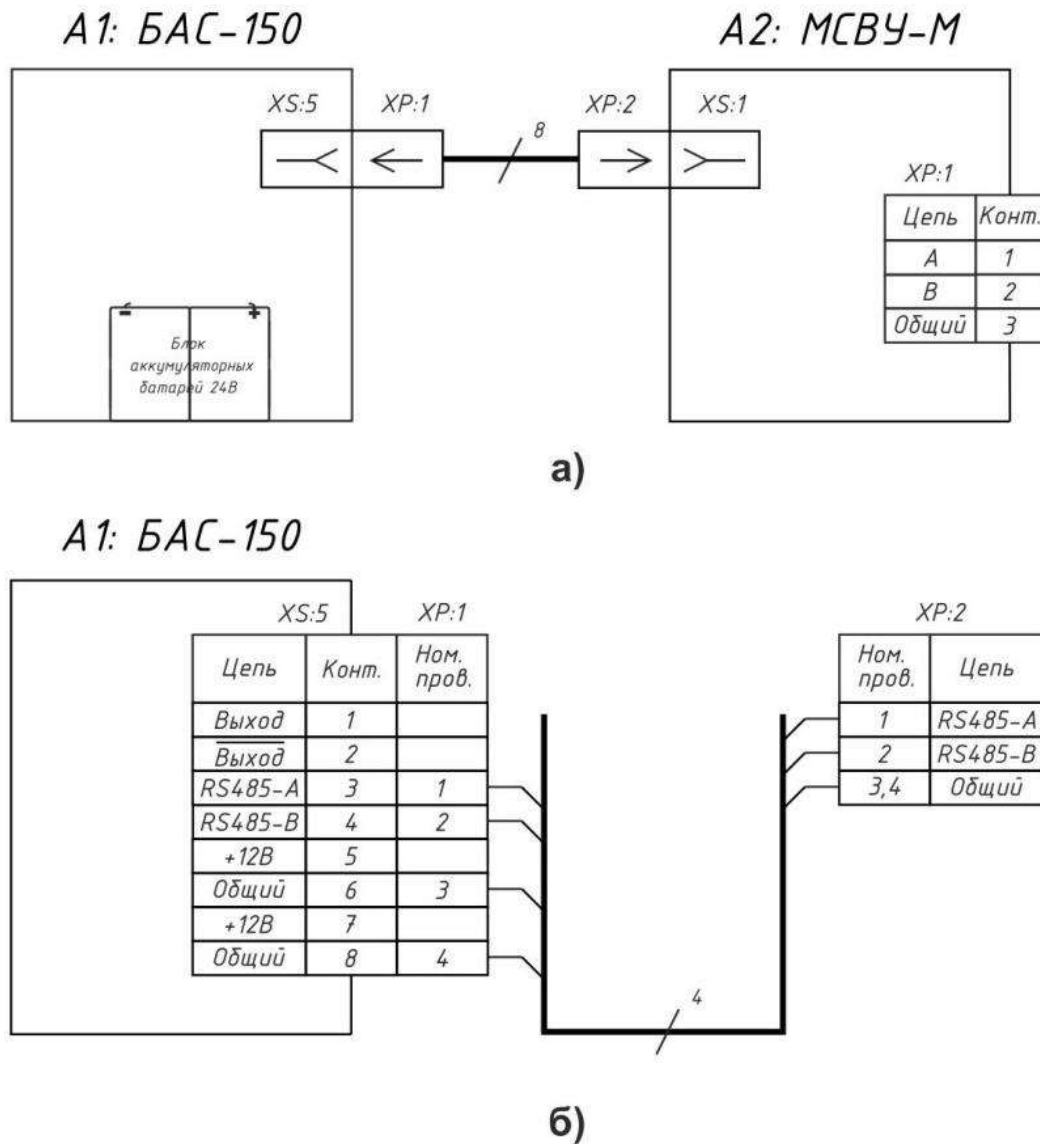 А1: БАС-150 А2: МСВУ-М
XS:5 XP:1 8 XP:2 XS:1
XP:1
Цепь Конт.
А 1
В 2
Общий 3
Блок
аккумуляторных
батарей 24В
- +
а)
А1: БАС-150
XS:5 XP:1
Цепь Конт. Ном. пров.
Выход 1
Выход 2
RS485-А 3 1
RS485-В 4 2
+12В 5
Общий 6 3
+12В 7
Общий 8 4
4
XP:2
Ном. пров. Цепь
1 RS485-А
2 RS485-В
3,4 Общий
б)